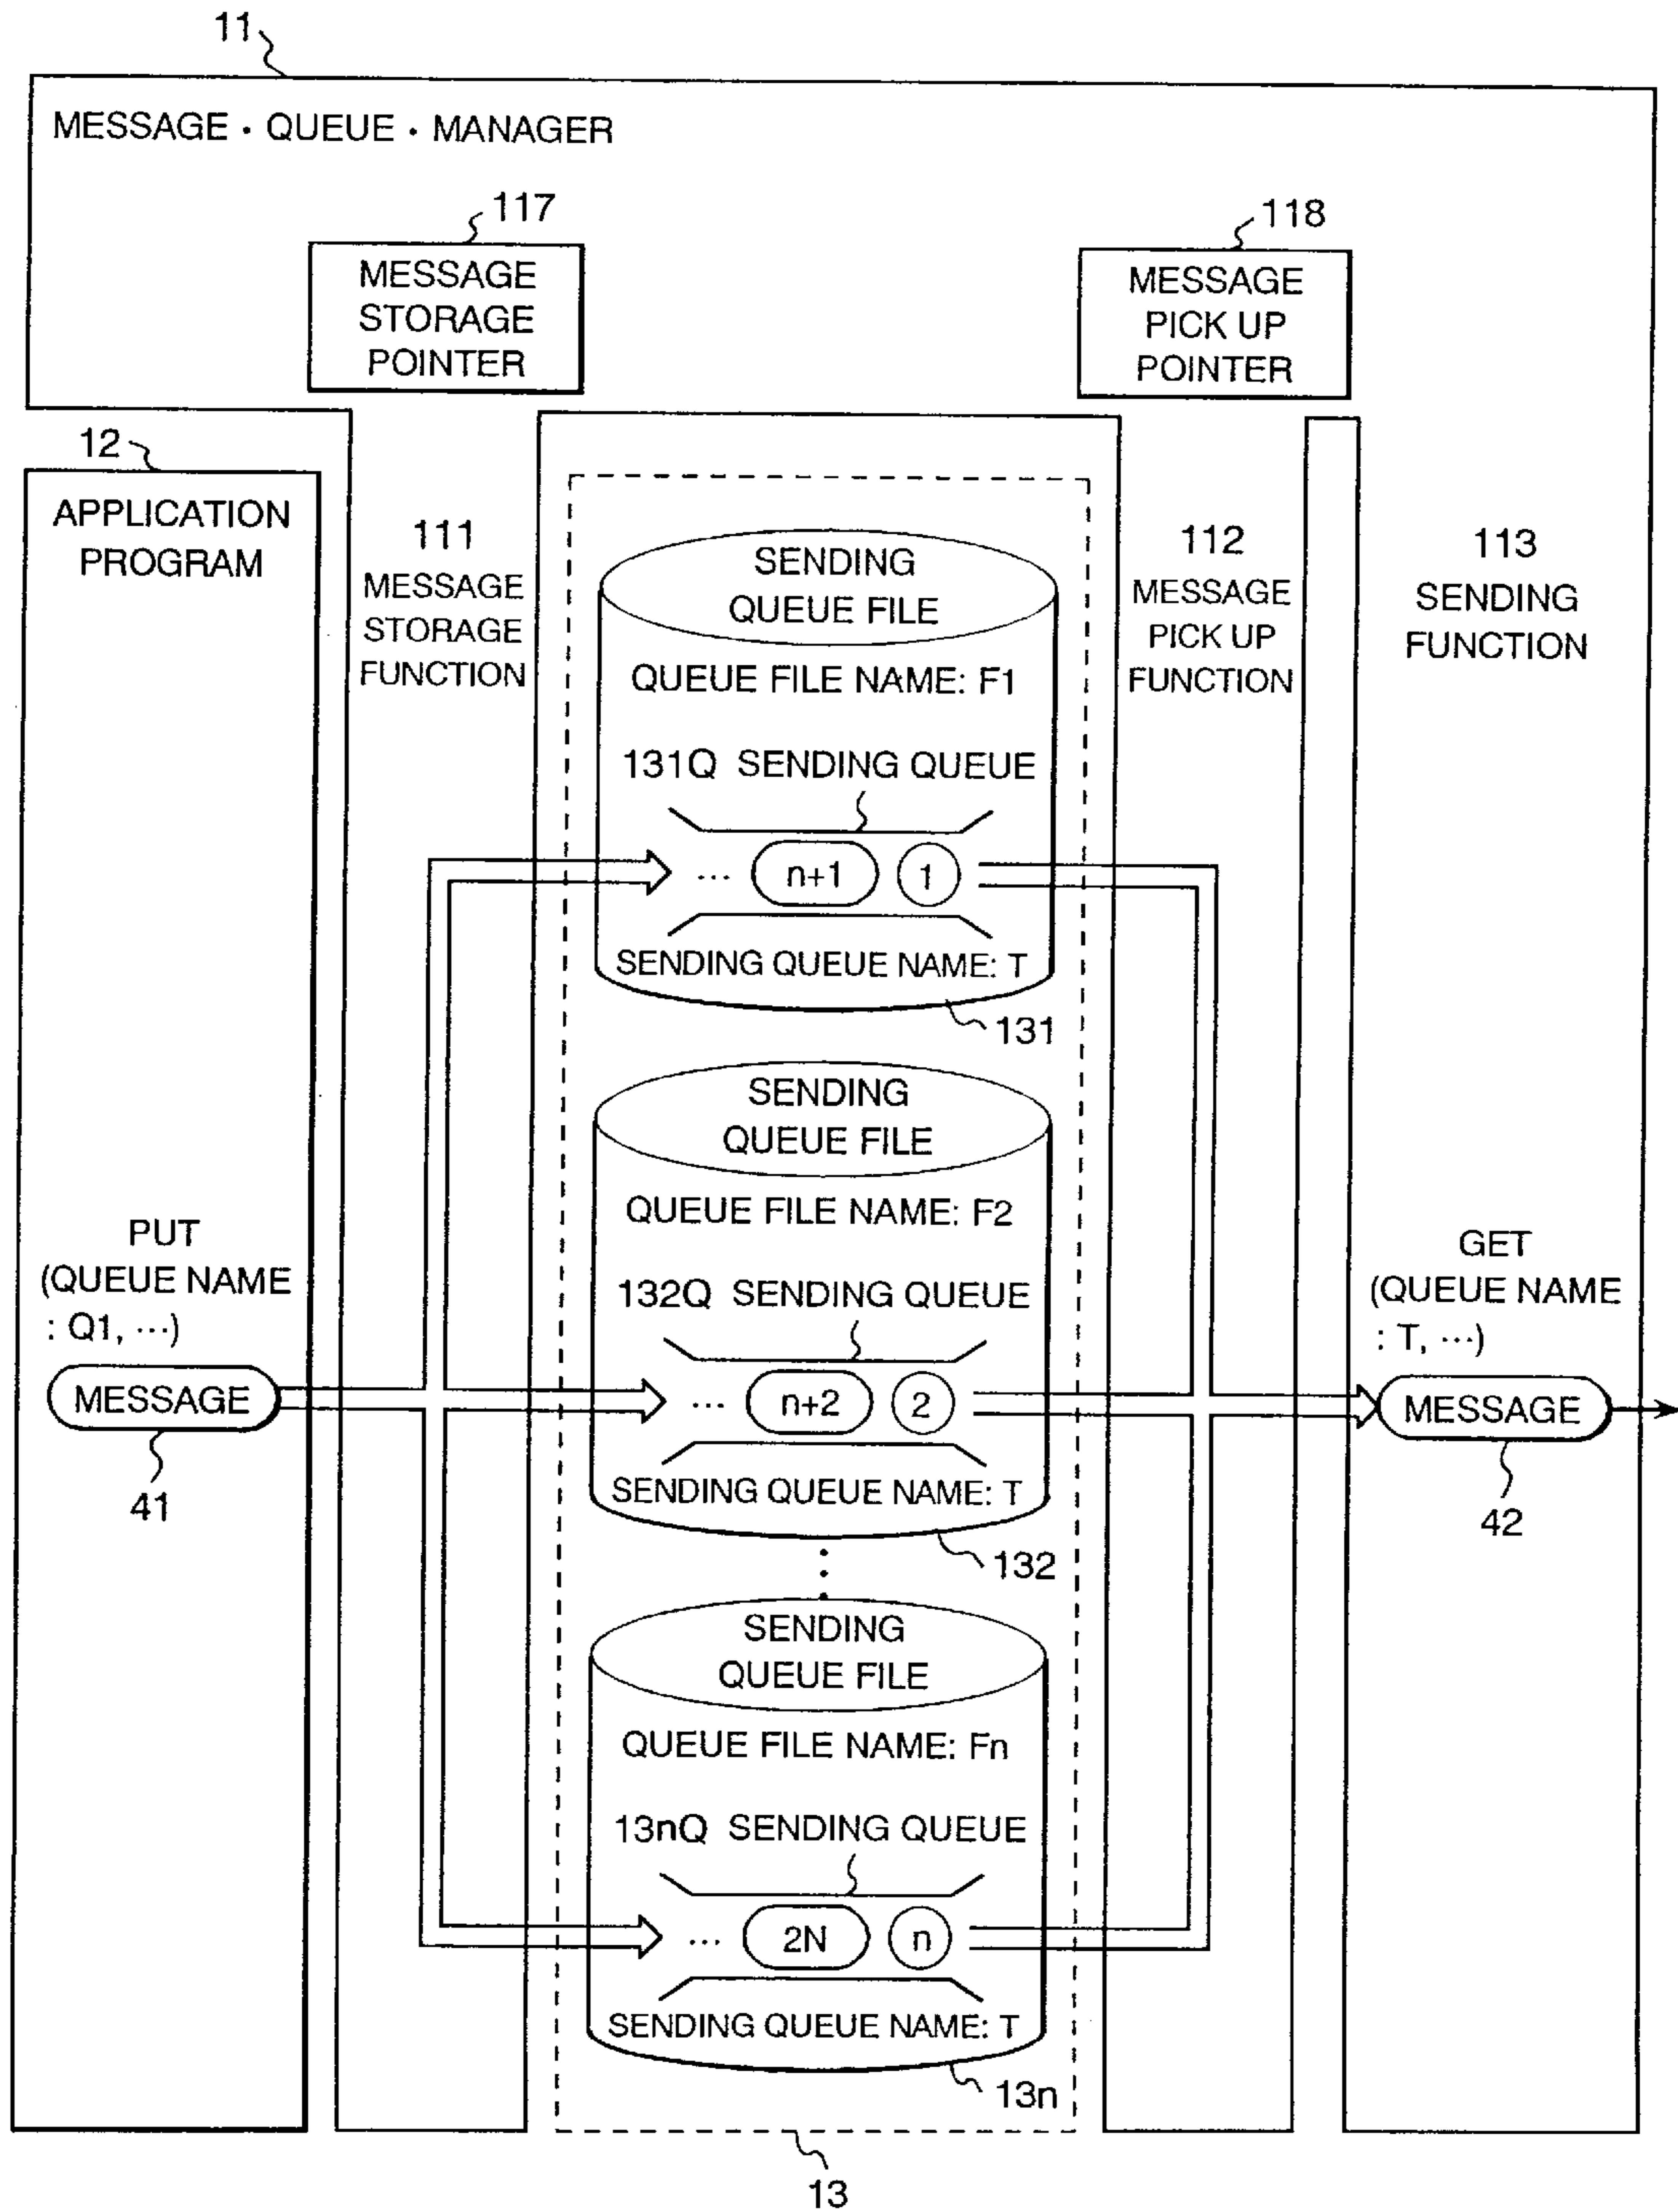 11
MESSAGE · QUEUE · MANAGER
117
MESSAGE
STORAGE
POINTER
118
MESSAGE
PICK UP
POINTER
12
APPLICATION
PROGRAM
111
MESSAGE
STORAGE
FUNCTION
SENDING
QUEUE FILE
QUEUE FILE NAME: F1
131Q SENDING QUEUE
... n+1 1
SENDING QUEUE NAME: T
131
112
MESSAGE
PICK UP
FUNCTION
113
SENDING
FUNCTION
SENDING
QUEUE FILE
QUEUE FILE NAME: F2
132Q SENDING QUEUE
... n+2 2
SENDING QUEUE NAME: T
132
PUT
(QUEUE NAME
: Q1, ···)
MESSAGE
41
GET
(QUEUE NAME
: T, ···)
MESSAGE
42
SENDING
QUEUE FILE
QUEUE FILE NAME: Fn
13nQ SENDING QUEUE
... 2N n
SENDING QUEUE NAME: T
13n
13